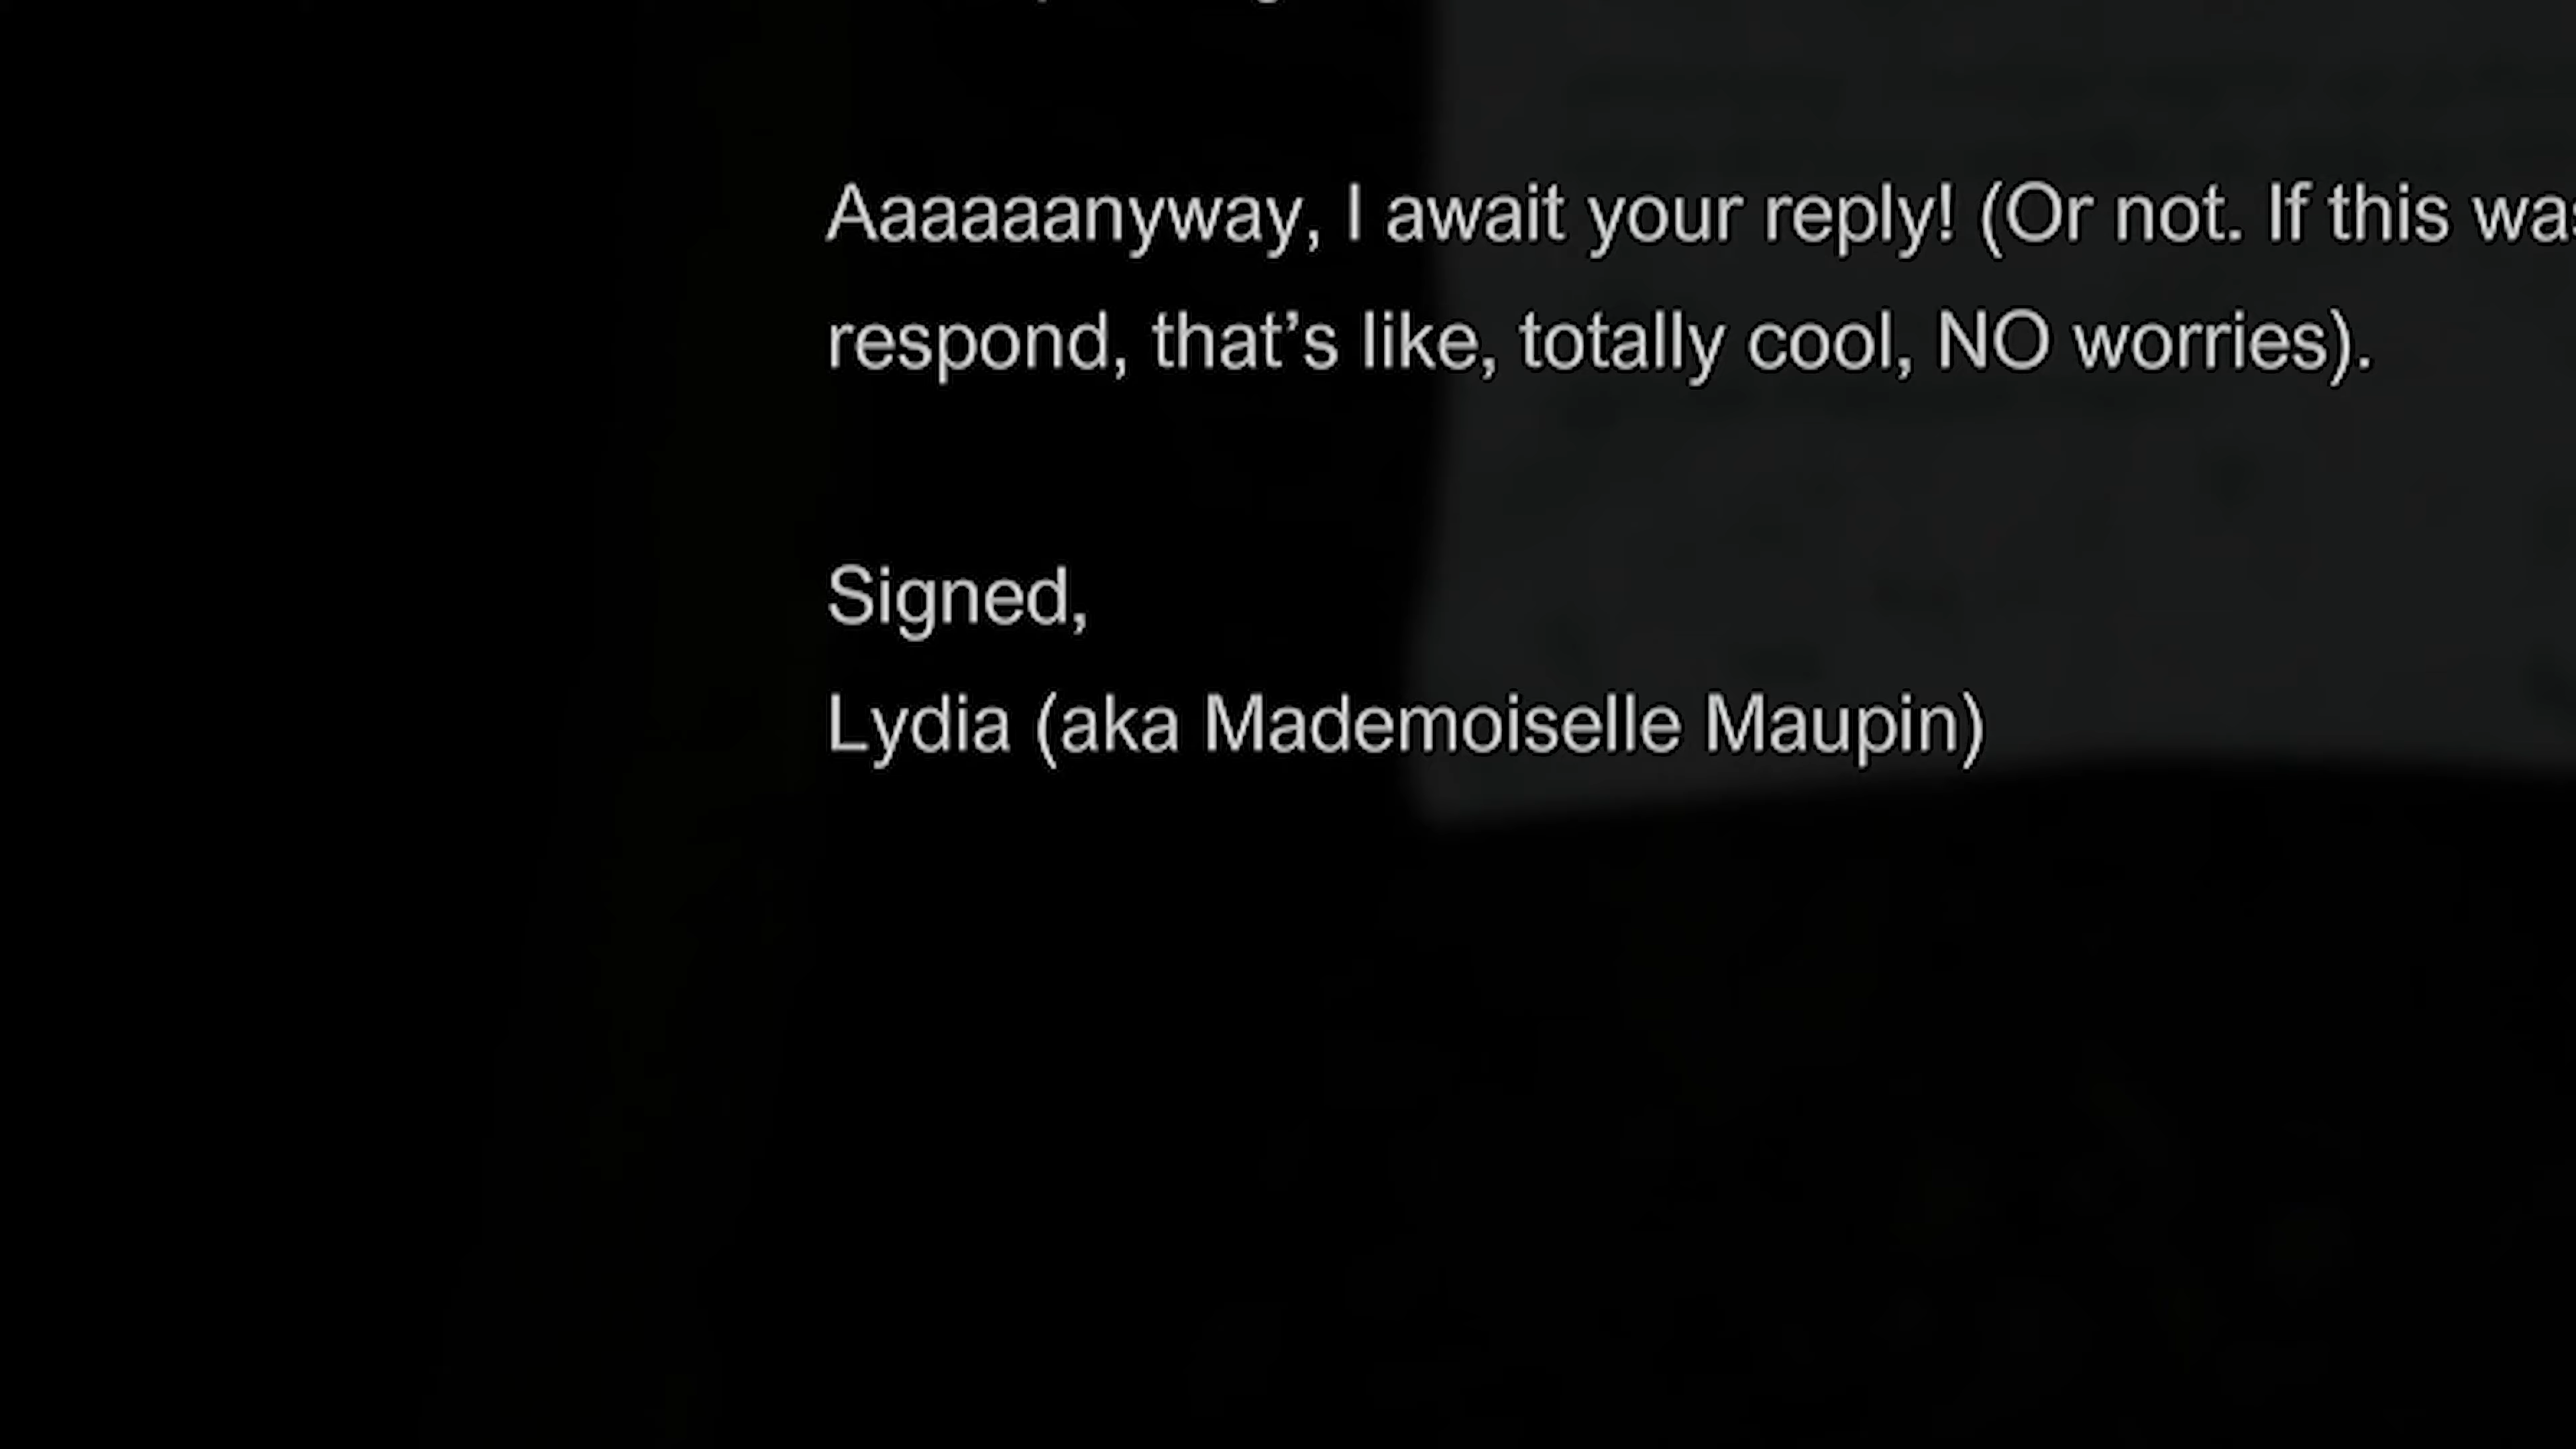 Aaaaaanyway, I await your reply! (Or not. If this
respond, that’s like, totally cool, NO worries).
Signed,
Lydia (aka Mademoiselle Maupin)